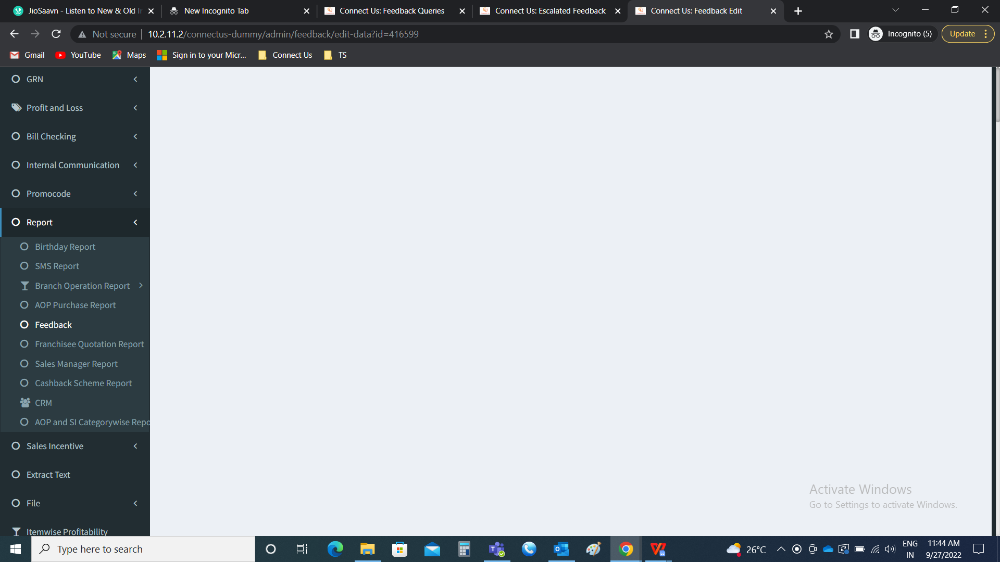 JioSaavn - Listen to New & Old In
New Incognito Tab
Connect Us: Feedback Queries
Connect Us: Escalated Feedback
Connect Us: Feedback Edit
Not secure
10.2.11.2/connectus-dummy/admin/feedback/edit-data?id=416599
Incognito (5)
Update
Gmail
YouTube
Maps
Sign in to your Micr...
Connect Us
TS
GRN
Profit and Loss
Bill Checking
Internal Communication
Promocode
Report
Birthday Report
SMS Report
Branch Operation Report
AOP Purchase Report
Feedback
Franchisee Quotation Report
Sales Manager Report
Cashback Scheme Report
CRM
AOP and SI Categorywise Repo
Sales Incentive
Extract Text
File
Itemwise Profitability
Activate Windows
Go to Settings to activate Windows.
Type here to search
26°C
ENG
IN
11:44 AM
9/27/2022